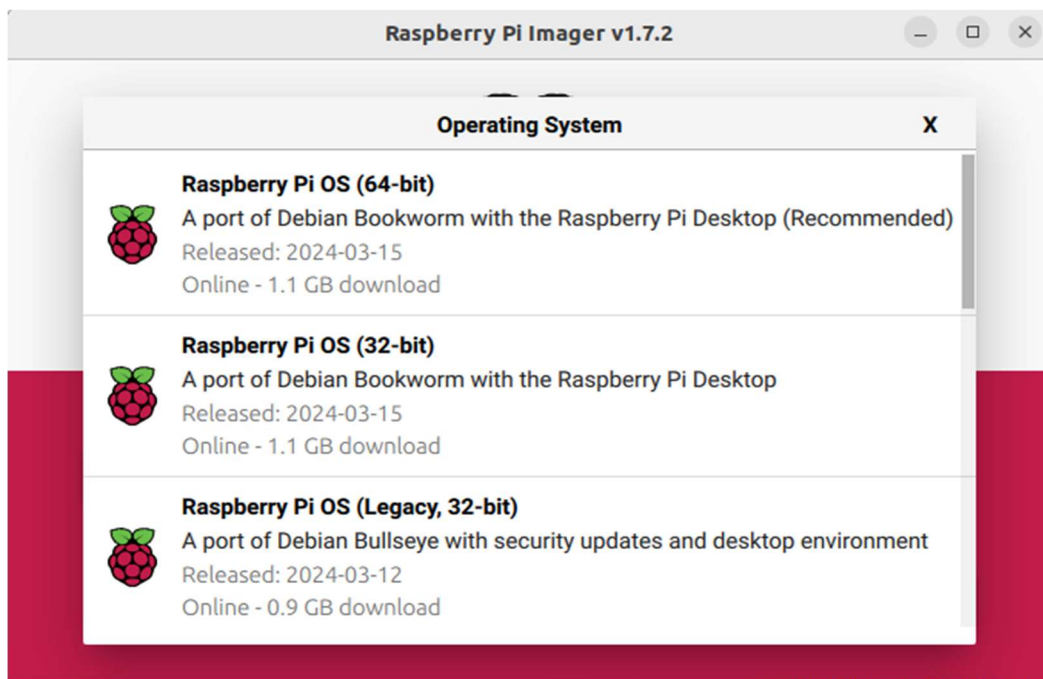 Raspberry Pi Imager v1.7.2
Operating System X
Raspberry Pi OS (64-bit)
A port of Debian Bookworm with the Raspberry Pi Desktop (Recommended)
Released: 2024-03-15
Online - 1.1 GB download
Raspberry Pi OS (32-bit)
A port of Debian Bookworm with the Raspberry Pi Desktop
Released: 2024-03-15
Online - 1.1 GB download
Raspberry Pi OS (Legacy, 32-bit)
A port of Debian Bullseye with security updates and desktop environment
Released: 2024-03-12
Online - 0.9 GB download